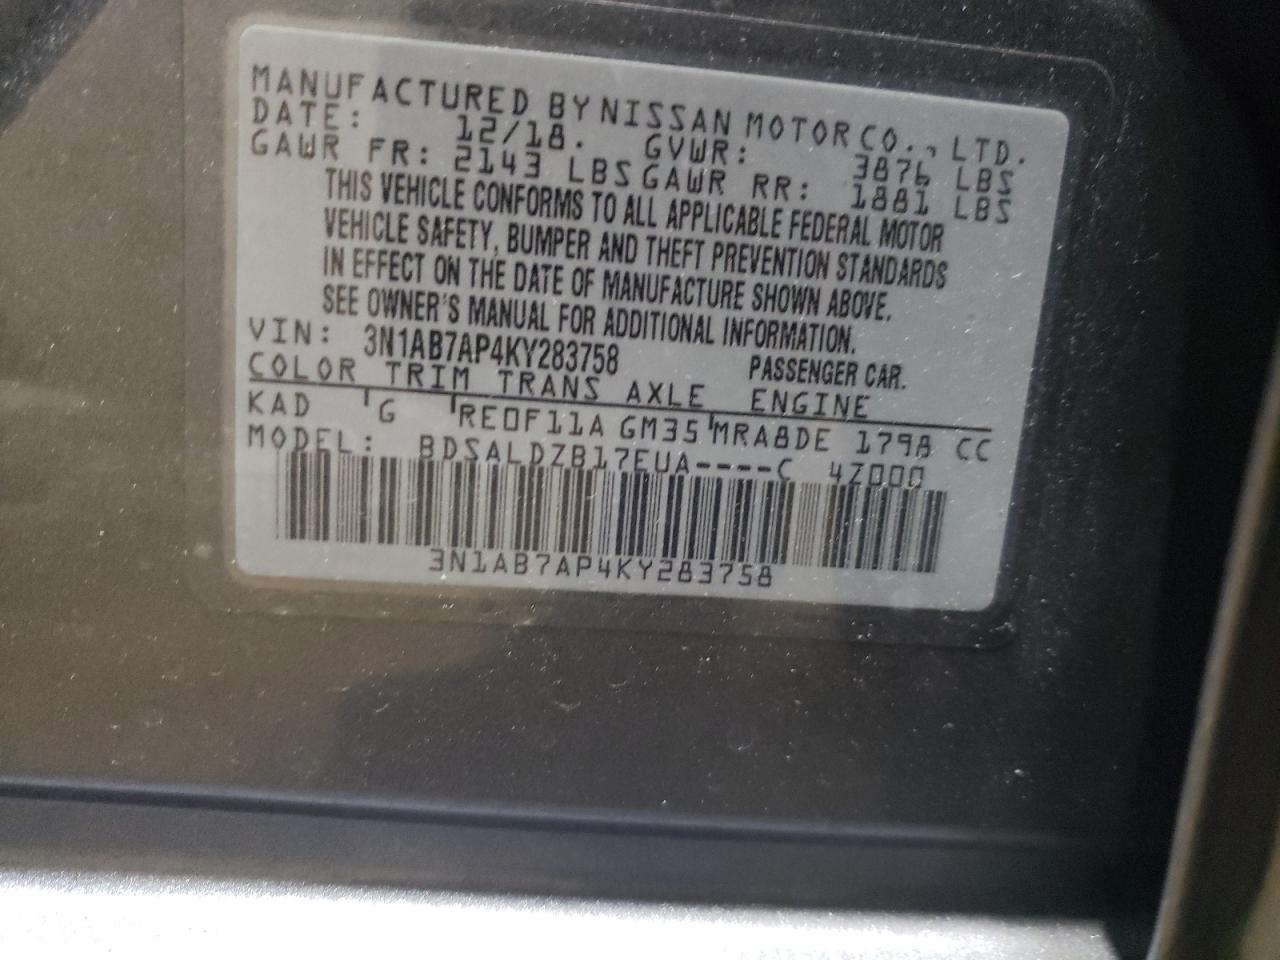 MANUFACTURED BY NISSAN MOTOR CO., LTD.
DATE: 12/18. GVWR: 3876 LBS
GAWR FR: 2143 LBS GAWR RR: 1881 LBS
THIS VEHICLE CONFORMS TO ALL APPLICABLE FEDERAL MOTOR
VEHICLE SAFETY, BUMPER AND THEFT PREVENTION STANDARDS
IN EFFECT ON THE DATE OF MANUFACTURE SHOWN ABOVE.
SEE OWNER'S MANUAL FOR ADDITIONAL INFORMATION.
VIN: 3N1AB7AP4KY283758 PASSENGER CAR.
COLOR TRIM TRANS AXLE ENGINE
KAD G RE0F11A GM35 MRA8DE 1798 CC
MODEL: BDSALDZB17EUA----C 4Z000
3N1AB7AP4KY283758